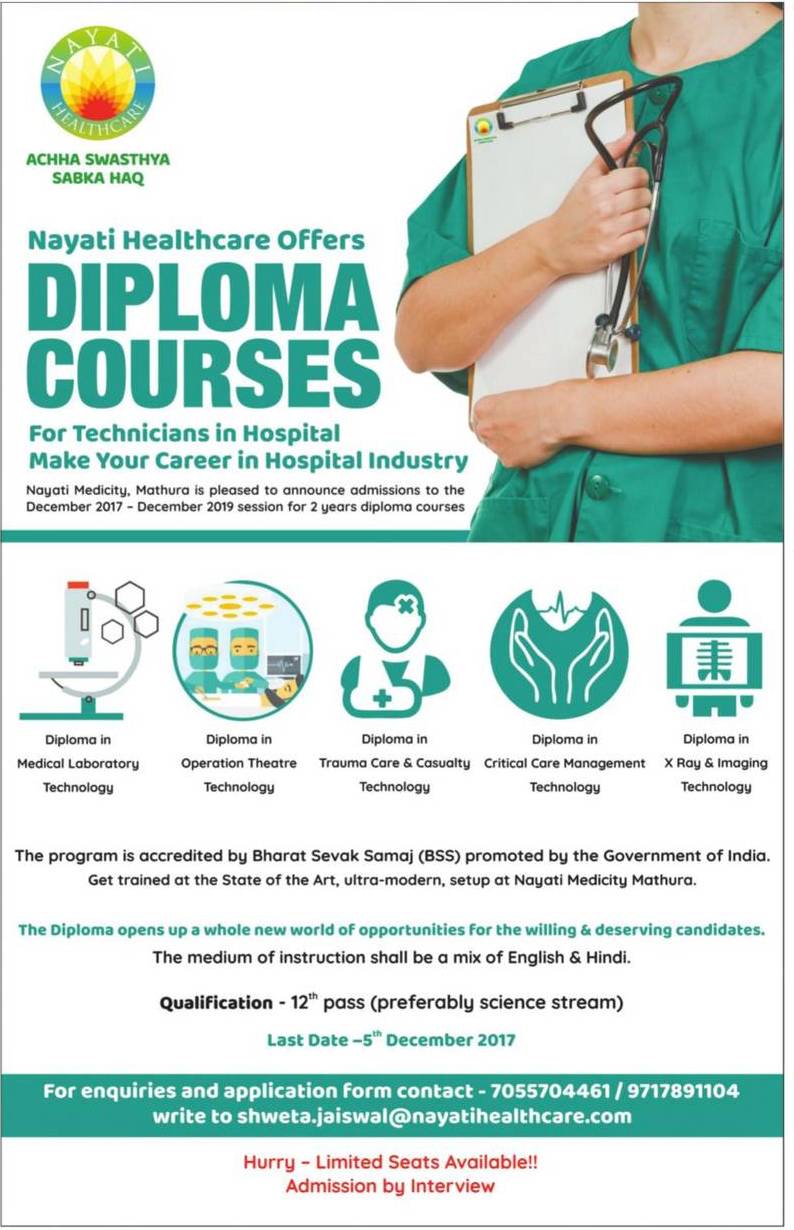 NAYATI
HEALTHCARE
ACHHA SWASTHYA
SABKA HAQ
Nayati Healthcare Offers
DIPLOMA
COURSES
For Technicians in Hospital
Make Your Career in Hospital Industry
Nayati Medicity, Mathura is pleased to announce admissions to the
December 2017 – December 2019 session for 2 years diploma courses
Diploma in
Medical Laboratory
Technology
Diploma in
Operation Theatre
Technology
Diploma in
Trauma Care & Casualty
Technology
Diploma in
Critical Care Management
Technology
Diploma in
X Ray & Imaging
Technology
The program is accredited by Bharat Sevak Samaj (BSS) promoted by the Government of India.
Get trained at the State of the Art, ultra-modern, setup at Nayati Medicity Mathura.
The Diploma opens up a whole new world of opportunities for the willing & deserving candidates.
The medium of instruction shall be a mix of English & Hindi.
Qualification - 12th pass (preferably science stream)
Last Date –5th December 2017
For enquiries and application form contact - 7055704461 / 9717891104
write to shweta.jaiswal@nayatihealthcare.com
Hurry – Limited Seats Available!!
Admission by Interview